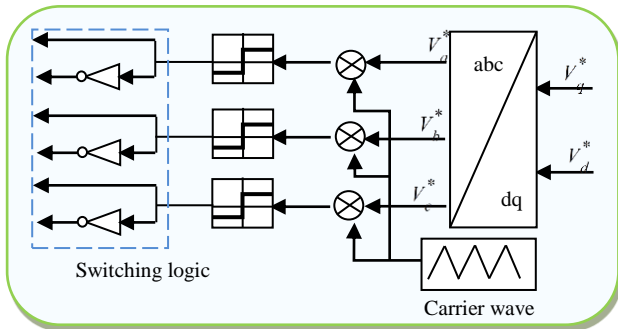 V*a
abc
V*q
V*b
V*d
V*c
dq
Switching logic
Carrier wave